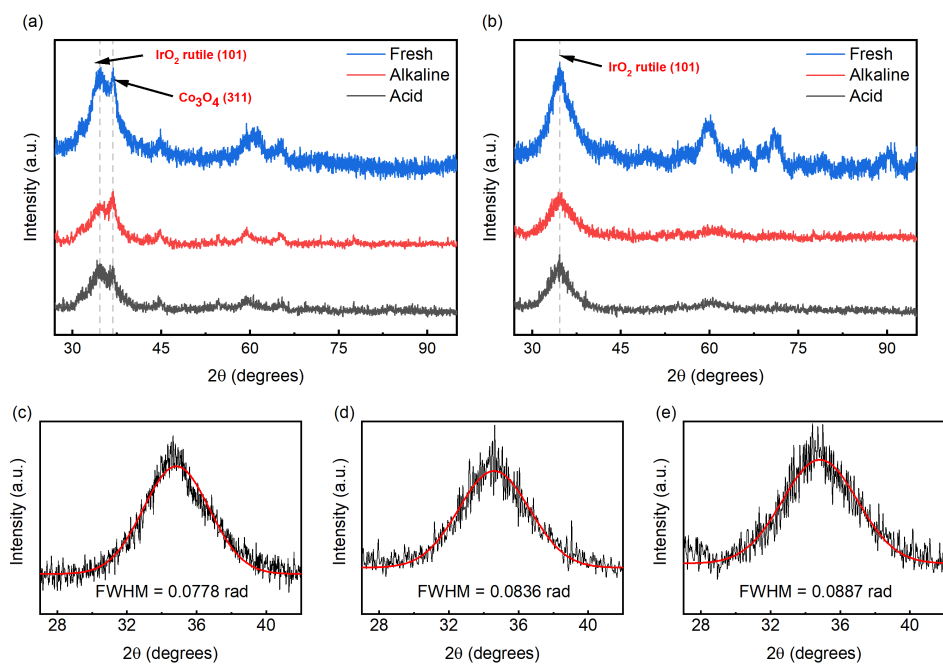 (a)
IrO₂ rutile (101)
Co₃O₄ (311)
Fresh
Alkaline
Acid
Intensity (a.u.)
30 45 60 75 90
2θ (degrees)
(b)
IrO₂ rutile (101)
Fresh
Alkaline
Acid
Intensity (a.u.)
30 45 60 75 90
2θ (degrees)
(c)
Intensity (a.u.)
FWHM = 0.0778 rad
28 32 36 40
2θ (degrees)
(d)
Intensity (a.u.)
FWHM = 0.0836 rad
28 32 36 40
2θ (degrees)
(e)
Intensity (a.u.)
FWHM = 0.0887 rad
28 32 36 40
2θ (degrees)